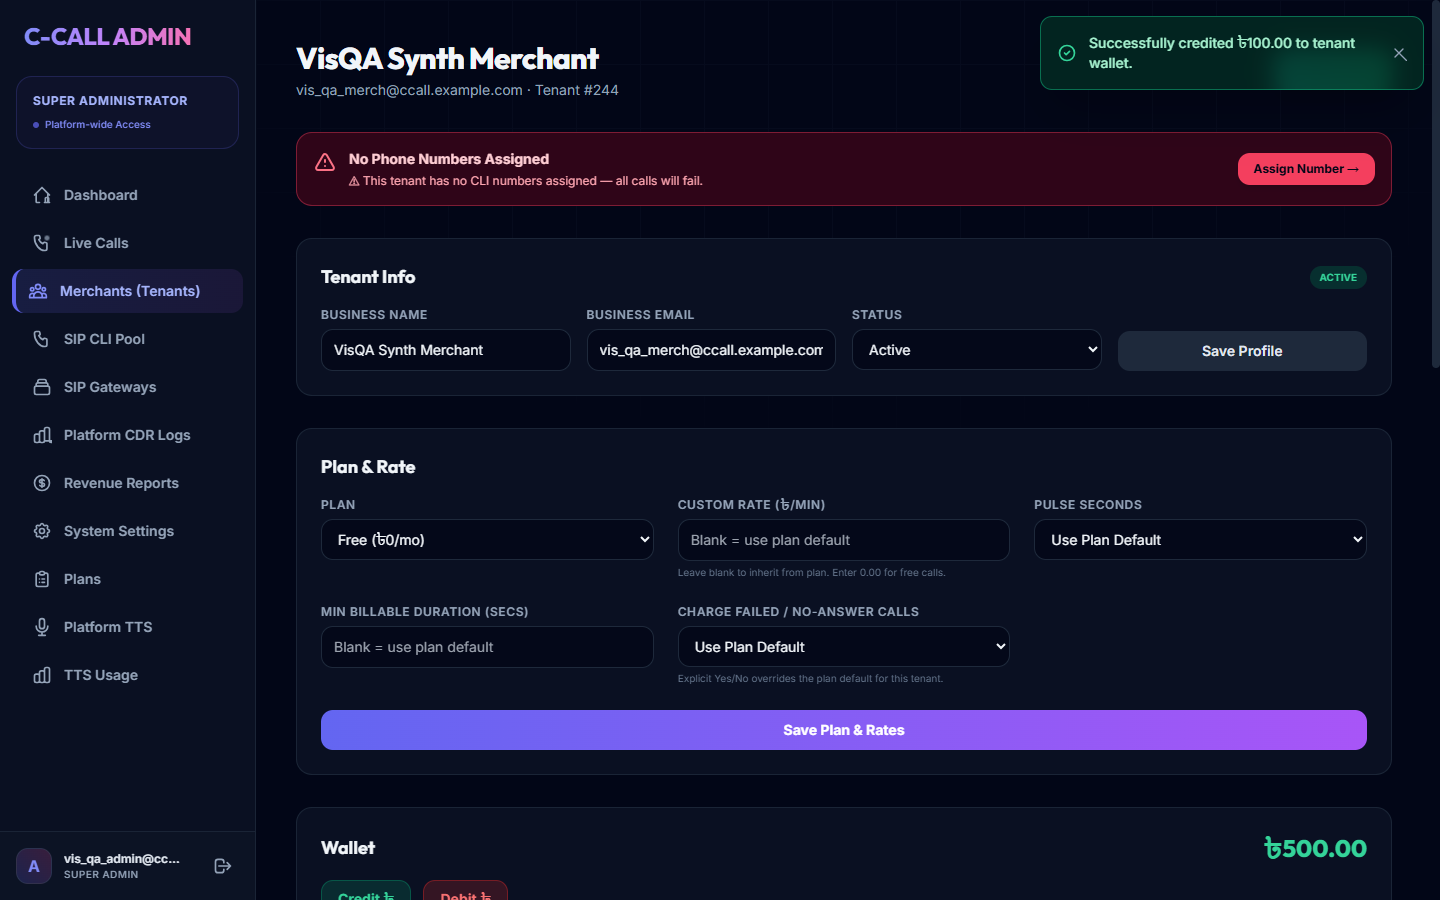 C-CALL ADMIN
SUPER ADMINISTRATOR
Platform-wide Access
Dashboard
Live Calls
Merchants (Tenants)
SIP CLI Pool
SIP Gateways
Platform CDR Logs
Revenue Reports
System Settings
Plans
Platform TTS
TTS Usage
A
vis_qa_admin@cc...
SUPER ADMIN
VisQA Synth Merchant
vis_qa_merch@ccall.example.com · Tenant #244
Successfully credited ৳100.00 to tenant
wallet.
No Phone Numbers Assigned
⚠ This tenant has no CLI numbers assigned — all calls will fail.
Assign Number →
Tenant Info
ACTIVE
BUSINESS NAME
BUSINESS EMAIL
STATUS
VisQA Synth Merchant
vis_qa_merch@ccall.example.com
Active
Save Profile
Plan & Rate
PLAN
CUSTOM RATE (৳/MIN)
PULSE SECONDS
Free (৳0/mo)
Blank = use plan default
Use Plan Default
Leave blank to inherit from plan. Enter 0.00 for free calls.
MIN BILLABLE DURATION (SECS)
CHARGE FAILED / NO-ANSWER CALLS
Blank = use plan default
Use Plan Default
Explicit Yes/No overrides the plan default for this tenant.
Save Plan & Rates
Wallet
৳500.00
Credit ৳
Debit ৳